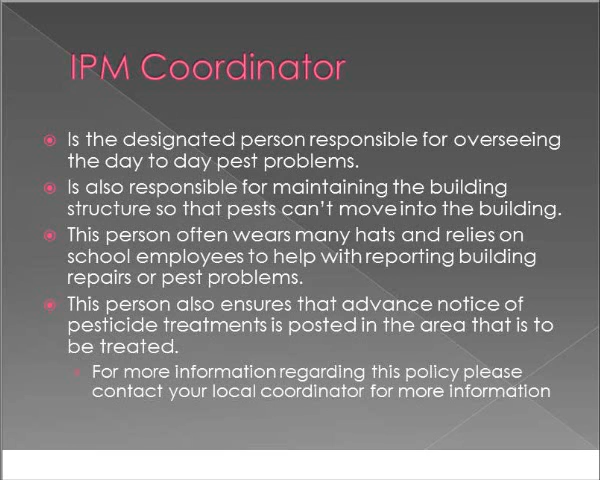 IPM Coordinator
Is the designated person responsible for overseeing
the day to day pest problems.
Is also responsible for maintaining the building
structure so that pests can't move into the building.
This person often wears many hats and relies on
school employees to help with reporting building
repairs or pest problems.
This person also ensures that advance notice of
pesticide treatments is posted in the area that is to
be treated.
For more information regarding this policy please
contact your local coordinator for more information